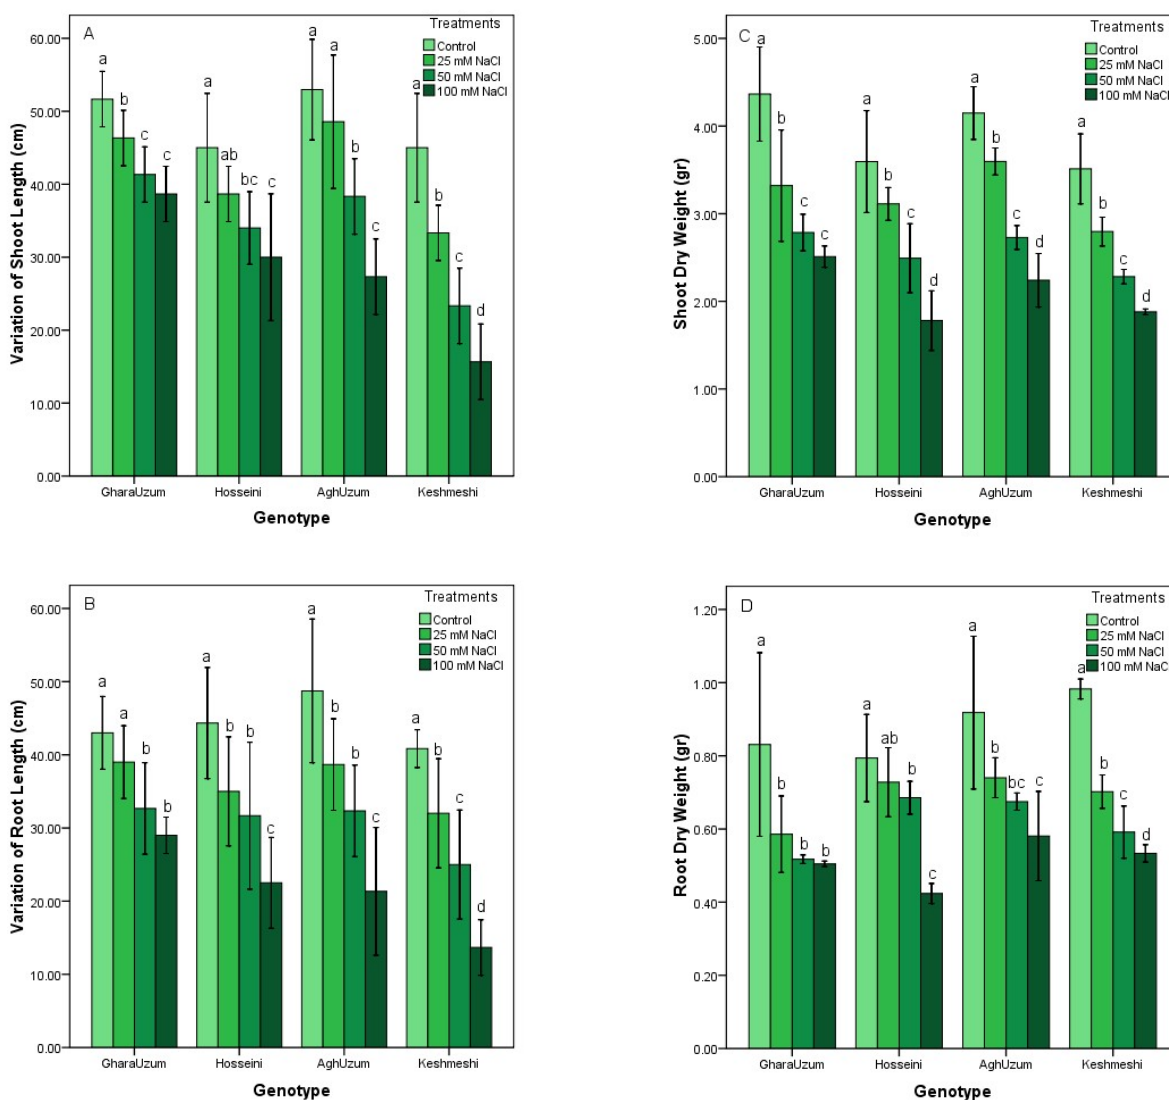 A
Treatments
Control
25 mM NaCl
50 mM NaCl
100 mM NaCl
Variation of Shoot Length (cm)
60.00
50.00
40.00
30.00
20.00
10.00
0.00
a b c c
a ab bc c
a a b c
a b c d
GharaUzum Hosseini AghUzum Keshmeshi
Genotype
C
Treatments
Control
25 mM NaCl
50 mM NaCl
100 mM NaCl
Shoot Dry Weight (gr)
5.00
4.00
3.00
2.00
1.00
0.00
a b c c
a b c d
a b c d
a b c d
GharaUzum Hosseini AghUzum Keshmeshi
Genotype
B
Treatments
Control
25 mM NaCl
50 mM NaCl
100 mM NaCl
Variation of Root Length (cm)
60.00
50.00
40.00
30.00
20.00
10.00
0.00
a a b b
a b b c
a b b c
a b c d
GharaUzum Hosseini AghUzum Keshmeshi
Genotype
D
Treatments
Control
25 mM NaCl
50 mM NaCl
100 mM NaCl
Root Dry Weight (gr)
1.20
1.00
0.80
0.60
0.40
0.20
0.00
a b b b
a ab b c
a b bc c
a b c d
GharaUzum Hosseini AghUzum Keshmeshi
Genotype